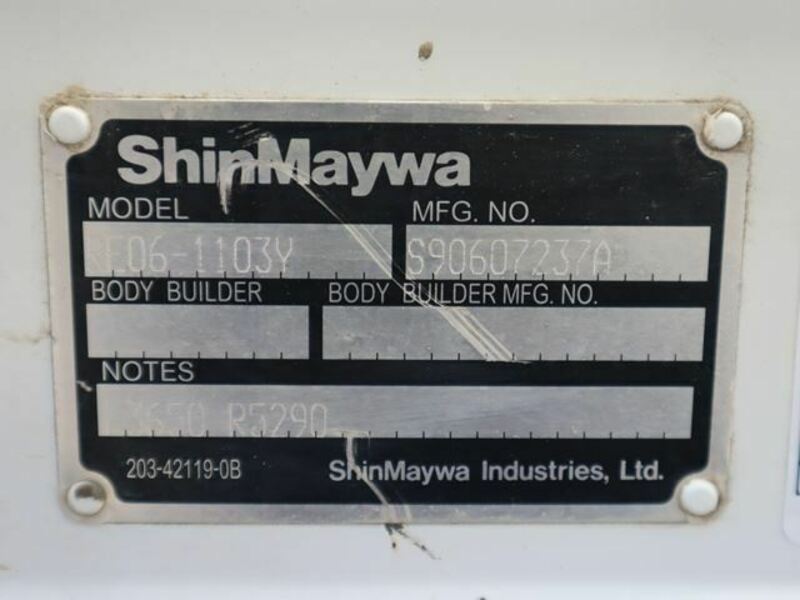 ShinMaywa
MODEL
MFG. NO.
RF06-1103Y
S90607237A
BODY BUILDER
BODY BUILDER MFG. NO.
NOTES
R5290
203-42119-0B
ShinMaywa Industries, Ltd.